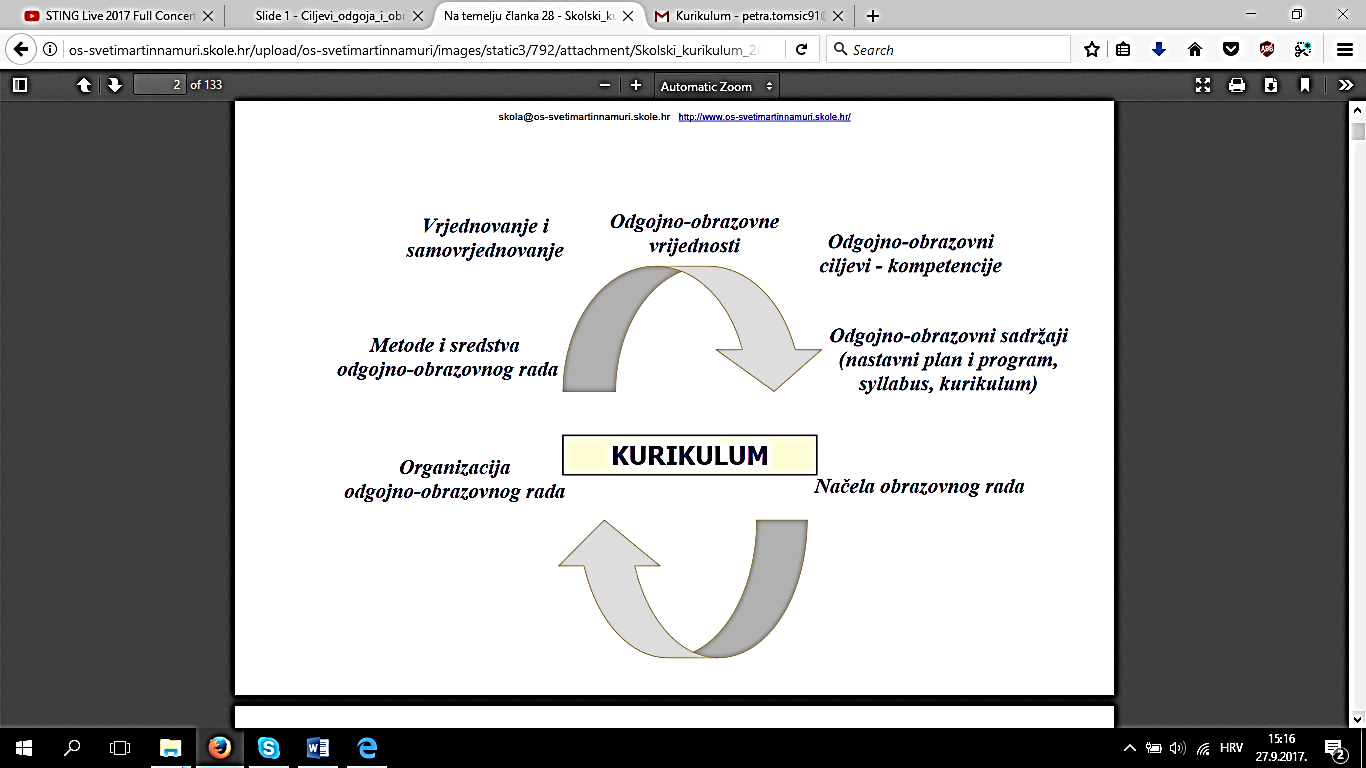 STING Live 2017 Full Concert
Slide 1 - Ciljevi_odgoja_i_obr
Na temelju članka 28 - Skolski_ku
Kurikulum - petra.tomsic91@
os-svetimartinnamuri.skole.hr/upload/os-svetimartinnamuri/images/static3/792/attachment/Skolski_kurikulum_20
Search
2 of 133
Automatic Zoom
skola@os-svetimartinnamuri.skole.hr http://www.os-svetimartinnamuri.skole.hr/
Vrjednovanje i
samovrjednovanje
Odgojno-obrazovne
vrijednosti
Odgojno-obrazovni
ciljevi - kompetencije
Metode i sredstva
odgojno-obrazovnog rada
Odgojno-obrazovni sadržaji
(nastavni plan i program,
syllabus, kurikulum)
KURIKULUM
Organizacija
odgojno-obrazovnog rada
Načela obrazovnog rada
HRV
15:16
27.9.2017.
2